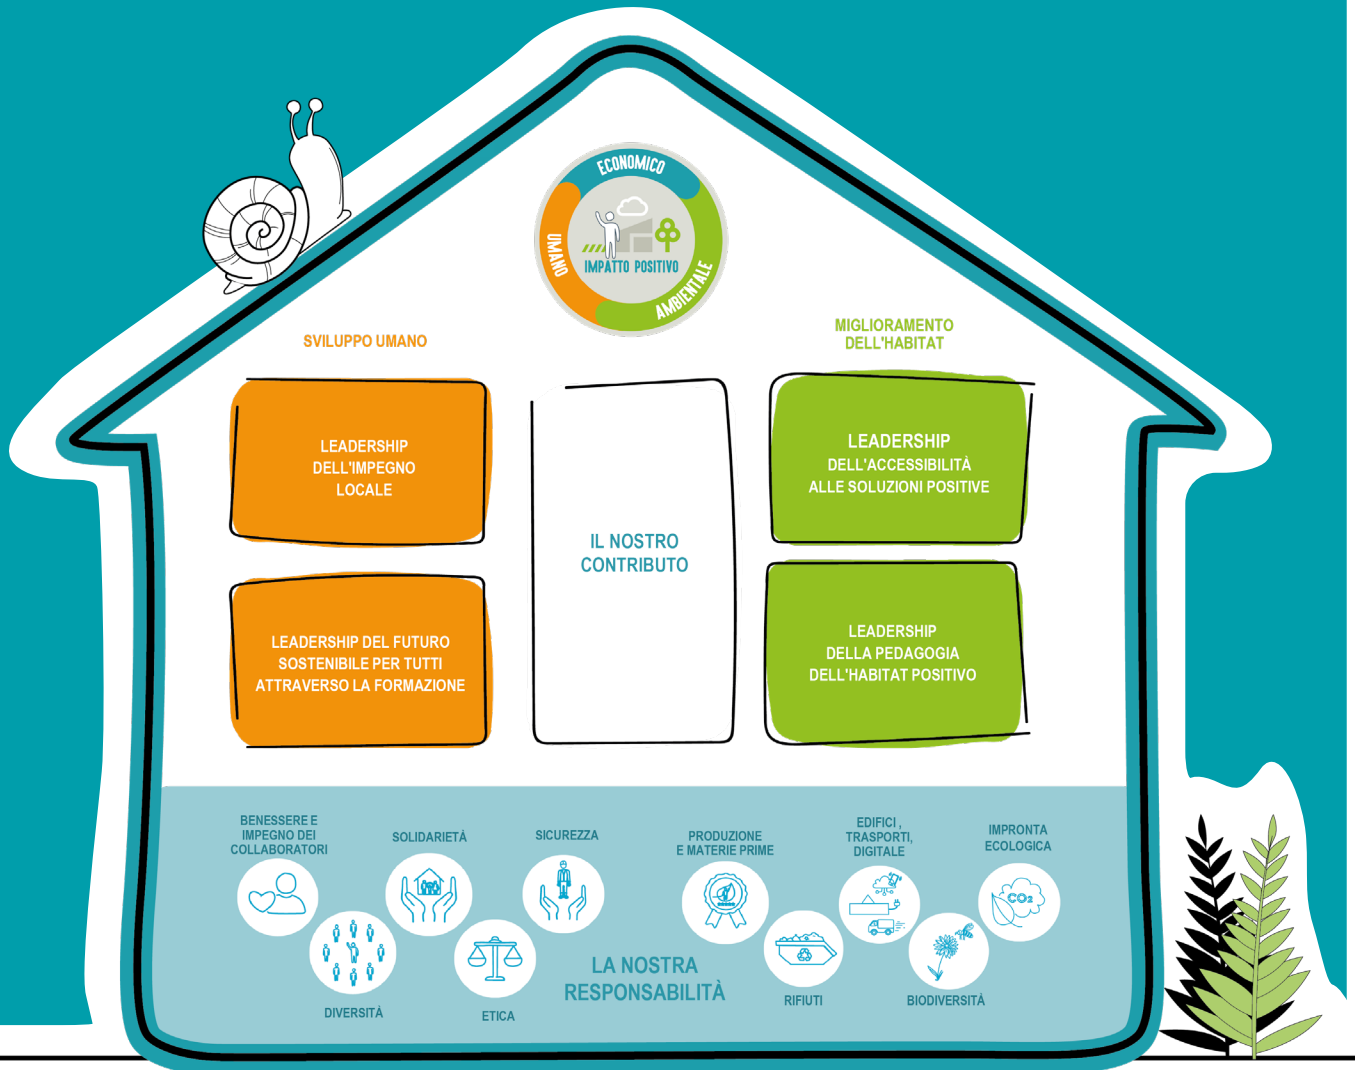 ECONOMICO
UMANO
IMPATTO POSITIVO
AMBIENTALE
SVILUPPO UMANO
MIGLIORAMENTO
DELL'HABITAT
LEADERSHIP
DELL'IMPEGNO
LOCALE
LEADERSHIP
DELL'ACCESSIBILITÀ
ALLE SOLUZIONI POSITIVE
IL NOSTRO
CONTRIBUTO
LEADERSHIP DEL FUTURO
SOSTENIBILE PER TUTTI
ATTRAVERSO LA FORMAZIONE
LEADERSHIP
DELLA PEDAGOGIA
DELL'HABITAT POSITIVO
BENESSERE E
IMPEGNO DEI
COLLABORATORI
SOLIDARIETÀ
SICUREZZA
PRODUZIONE
E MATERIE PRIME
EDIFICI ,
TRASPORTI,
DIGITALE
IMPRONTA
ECOLOGICA
CO₂
LA NOSTRA
RESPONSABILITÀ
DIVERSITÀ
ETICA
RIFIUTI
BIODIVERSITÀ